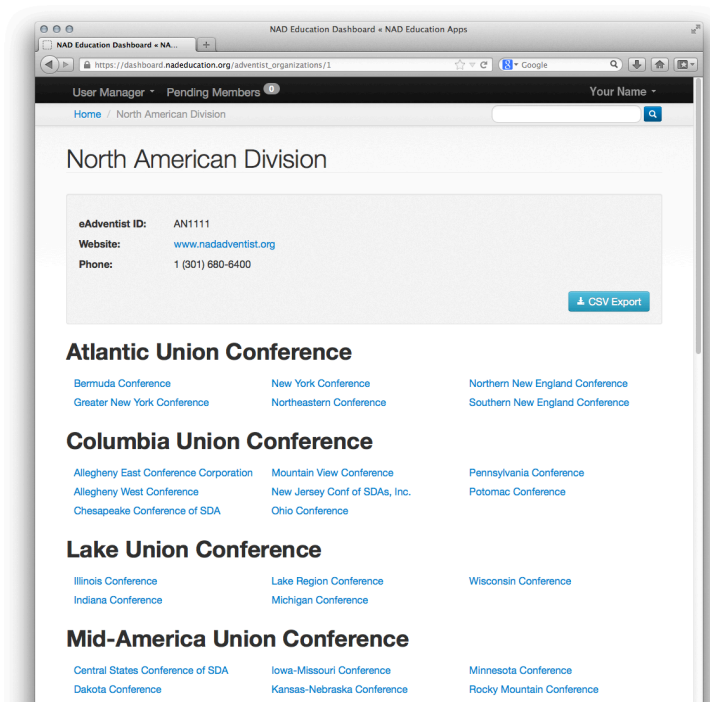 NAD Education Dashboard « NAD Education Apps
NAD Education Dashboard « NA...
https://dashboard.nadeducation.org/adventist_organizations/1
Google
User Manager Pending Members 0 Your Name
Home / North American Division
North American Division
eAdventist ID: AN1111
Website: www.nadadventist.org
Phone: 1 (301) 680-6400
CSV Export
Atlantic Union Conference
Bermuda Conference New York Conference Northern New England Conference
Greater New York Conference Northeastern Conference Southern New England Conference
Columbia Union Conference
Allegheny East Conference Corporation Mountain View Conference Pennsylvania Conference
Allegheny West Conference New Jersey Conf of SDAs, Inc. Potomac Conference
Chesapeake Conference of SDA Ohio Conference
Lake Union Conference
Illinois Conference Lake Region Conference Wisconsin Conference
Indiana Conference Michigan Conference
Mid-America Union Conference
Central States Conference of SDA Iowa-Missouri Conference Minnesota Conference
Dakota Conference Kansas-Nebraska Conference Rocky Mountain Conference